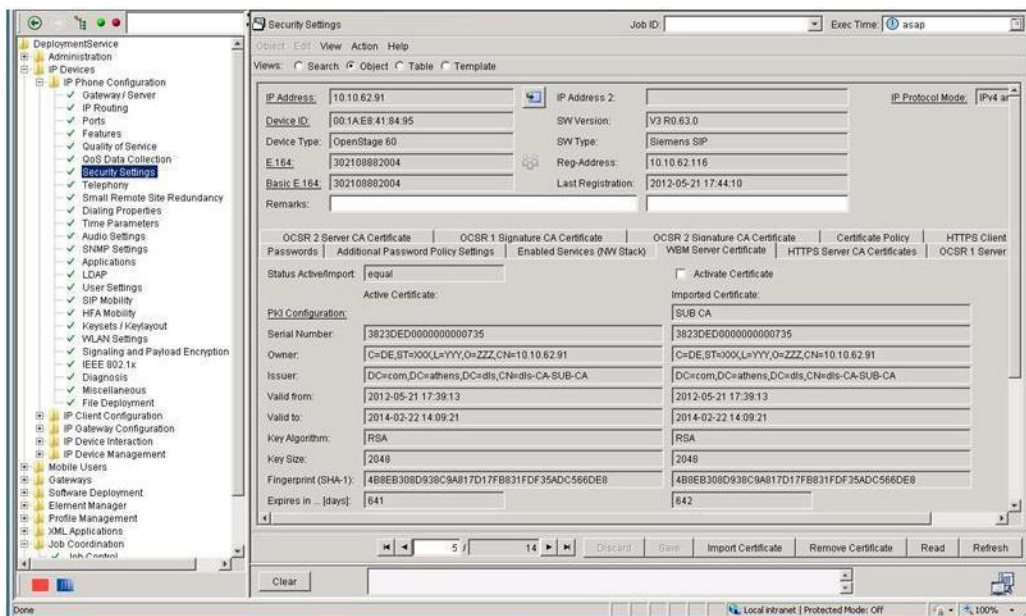 Security Settings
Job ID:
Exec Time: asap
Object Edit View Action Help
Views: Search Object Table Template
DeploymentService
Administration
IP Devices
IP Phone Configuration
Gateway / Server
IP Routing
Ports
Features
Quality of Service
QoS Data Collection
Security Settings
Telephony
Small Remote Site Redundancy
Dialing Properties
Time Parameters
Audio Settings
SNMP Settings
Applications
LDAP
User Settings
SIP Mobility
HFA Mobility
Keysets / Keylayout
WLAN Settings
Signaling and Payload Encryption
IEEE 802.1x
Diagnosis
Miscellaneous
File Deployment
IP Client Configuration
IP Gateway Configuration
IP Device Interaction
IP Device Management
Mobile Users
Gateways
Software Deployment
Element Manager
Profile Management
XML Applications
Job Coordination
Job Control
IP Address: 10.10.62.91 IP Address 2: IP Protocol Mode: IPv4 ar
Device ID: 00:1A:E8:41:84:95 SW Version: V3 R0.63.0
Device Type: OpenStage 60 SW Type: Siemens SIP
E.164: 302108882004 Reg-Address: 10.10.62.116
Basic E.164: 302108882004 Last Registration: 2012-05-21 17:44:10
Remarks:
OCSR 2 Server CA Certificate OCSR 1 Signature CA Certificate OCSR 2 Signature CA Certificate Certificate Policy HTTPS Client
Passwords Additional Password Policy Settings Enabled Services (NW Stack) WBM Server Certificate HTTPS Server CA Certificates OCSR 1 Server
Status Active/Import: equal Activate Certificate
Active Certificate: Imported Certificate:
PKI Configuration: SUB CA
Serial Number: 3823DED0000000000735 3823DED0000000000735
Owner: C=DE,ST=XXX,L=YYY,O=ZZZ,CN=10.10.62.91 C=DE,ST=XXX,L=YYY,O=ZZZ,CN=10.10.62.91
Issuer: DC=com,DC=athens,DC=dls,CN=dls-CA-SUB-CA DC=com,DC=athens,DC=dls,CN=dls-CA-SUB-CA
Valid from: 2012-05-21 17:39:13 2012-05-21 17:39:13
Valid to: 2014-02-22 14:09:21 2014-02-22 14:09:21
Key Algorithm: RSA RSA
Key Size: 2048 2048
Fingerprint (SHA-1): 4B8EB308D938C9A817D17FB831FDF35ADC566DE8 4B8EB308D938C9A817D17FB831FDF35ADC566DE8
Expires in ... [days]: 641 642
5 / 14 Discard Save Import Certificate Remove Certificate Read Refresh
Clear
Done Local intranet | Protected Mode: Off 100%